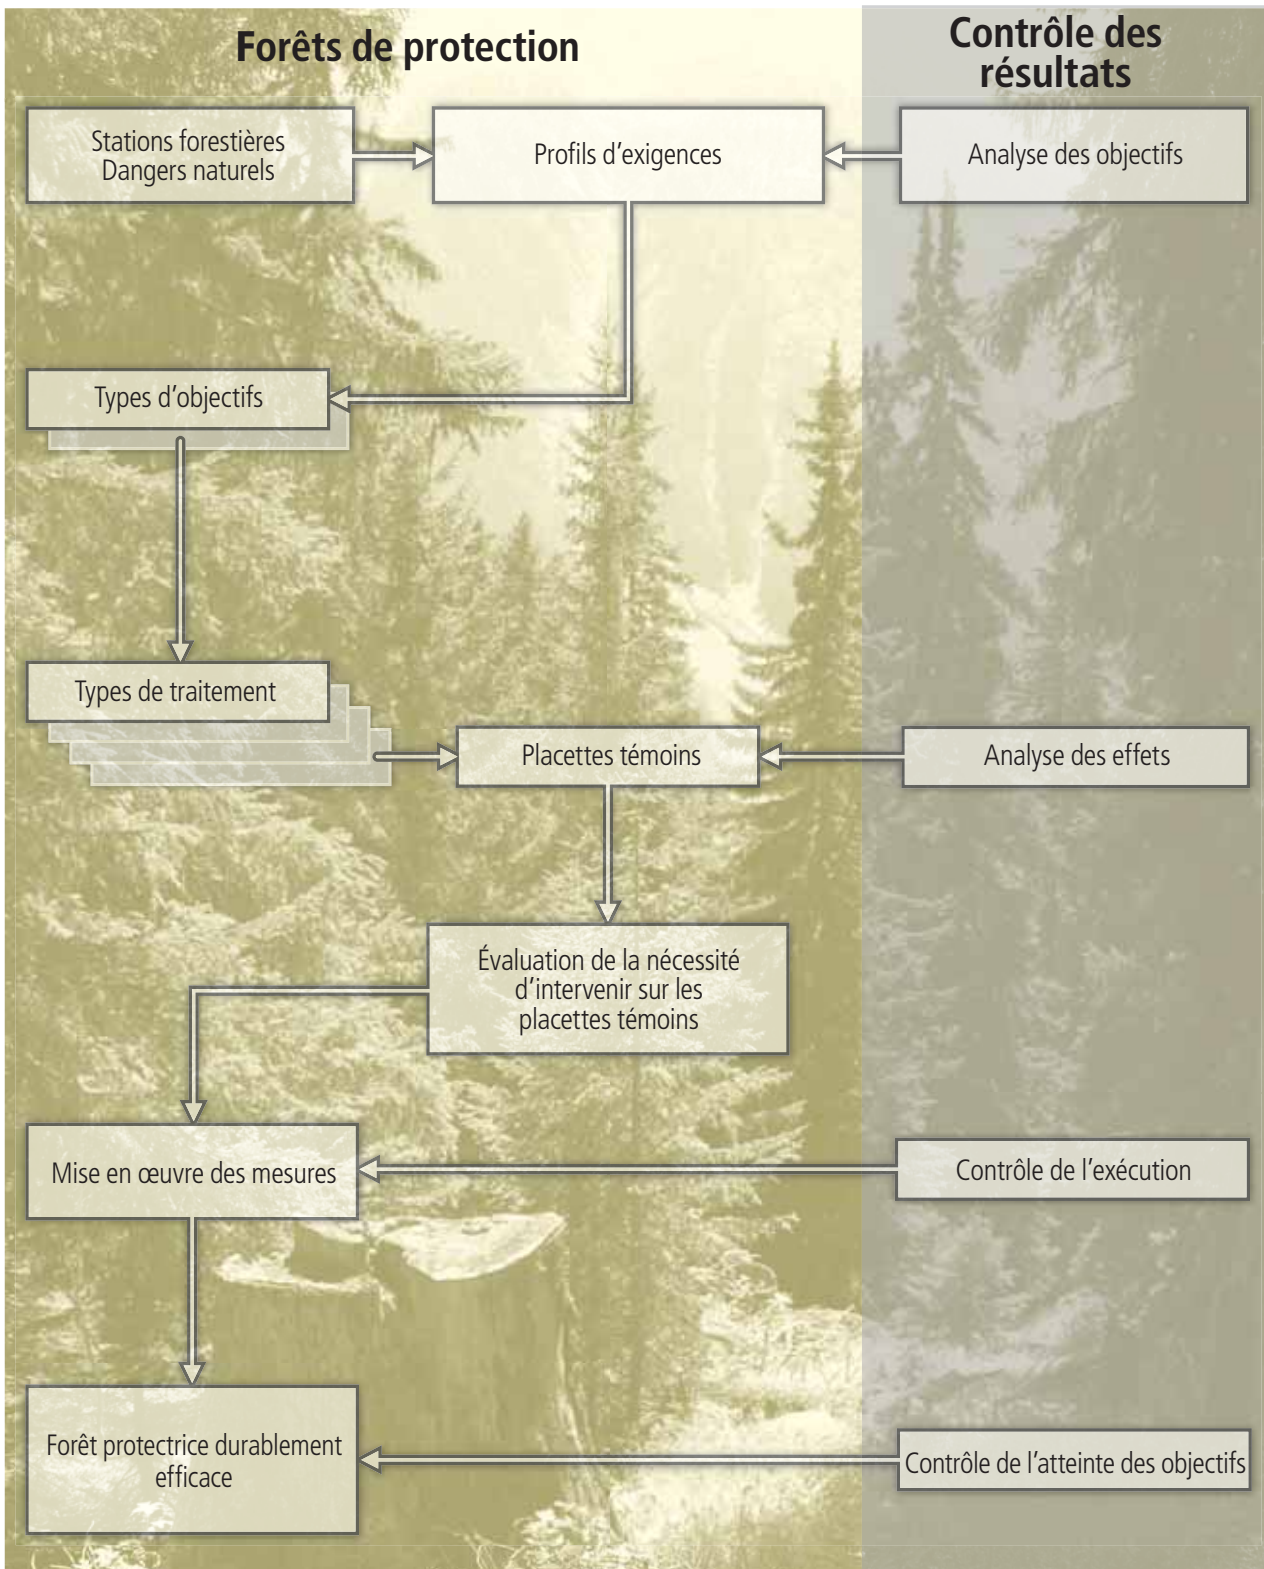 Forêts de protection
Contrôle des
résultats
Stations forestières
Dangers naturels
Profils d'exigences
Analyse des objectifs
Types d'objectifs
Types de traitement
Placettes témoins
Analyse des effets
Évaluation de la nécessité
d'intervenir sur les
placettes témoins
Mise en œuvre des mesures
Contrôle de l'exécution
Forêt protectrice durablement
efficace
Contrôle de l'atteinte des objectifs